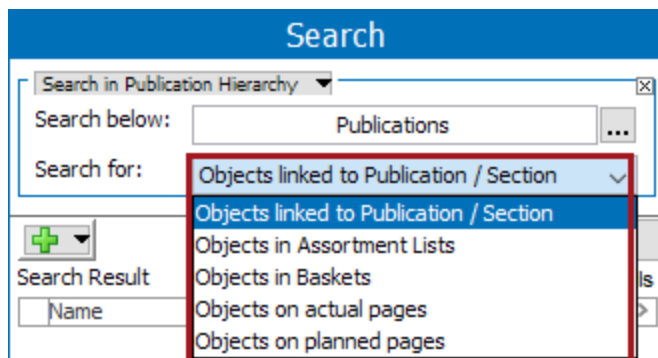 Search
Search in Publication Hierarchy
Search below: Publications ...
Search for: Objects linked to Publication / Section
Objects linked to Publication / Section
Objects in Assortment Lists
Objects in Baskets
Objects on actual pages
Objects on planned pages
Search Result
Name